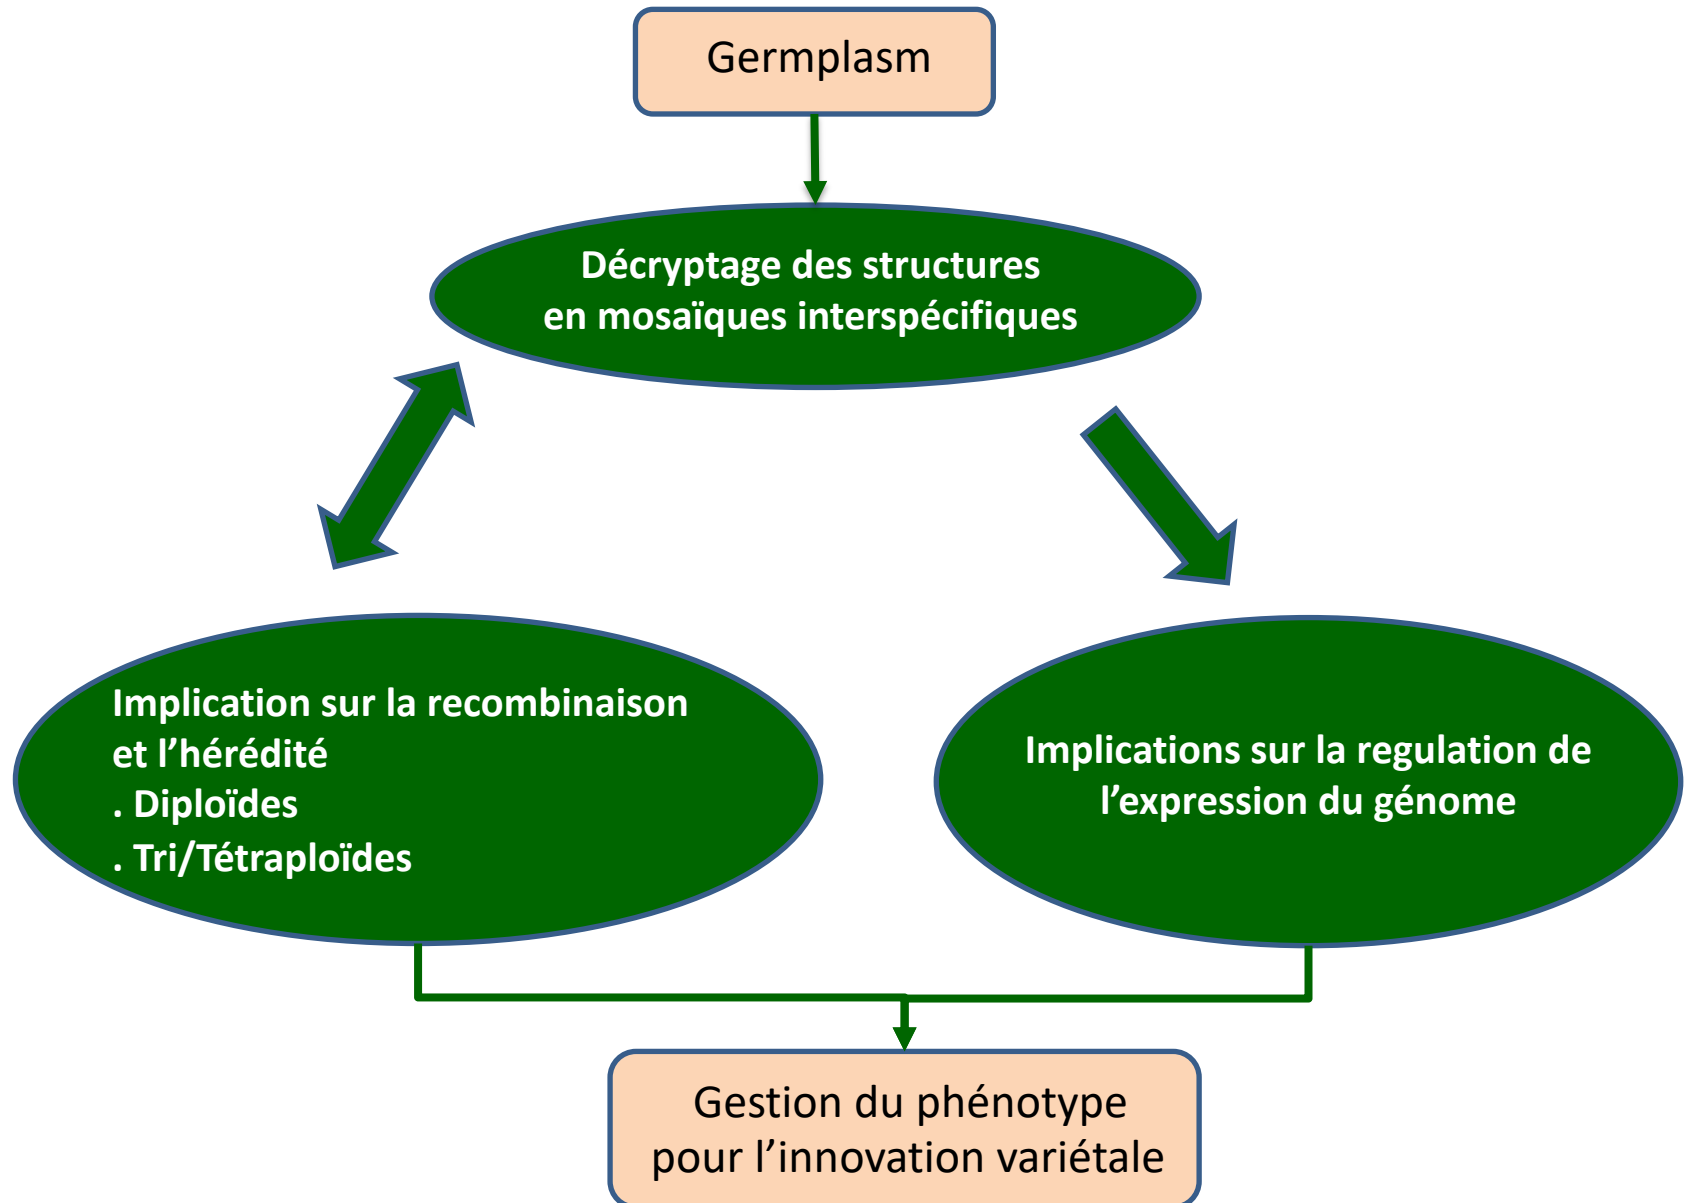 Germplasm
Décryptage des structures
en mosaïques interspécifiques
Implication sur la recombinaison
et l’hérédité
. Diploïdes
. Tri/Tétraploïdes
Implications sur la regulation de
l’expression du génome
Gestion du phénotype
pour l’innovation variétale